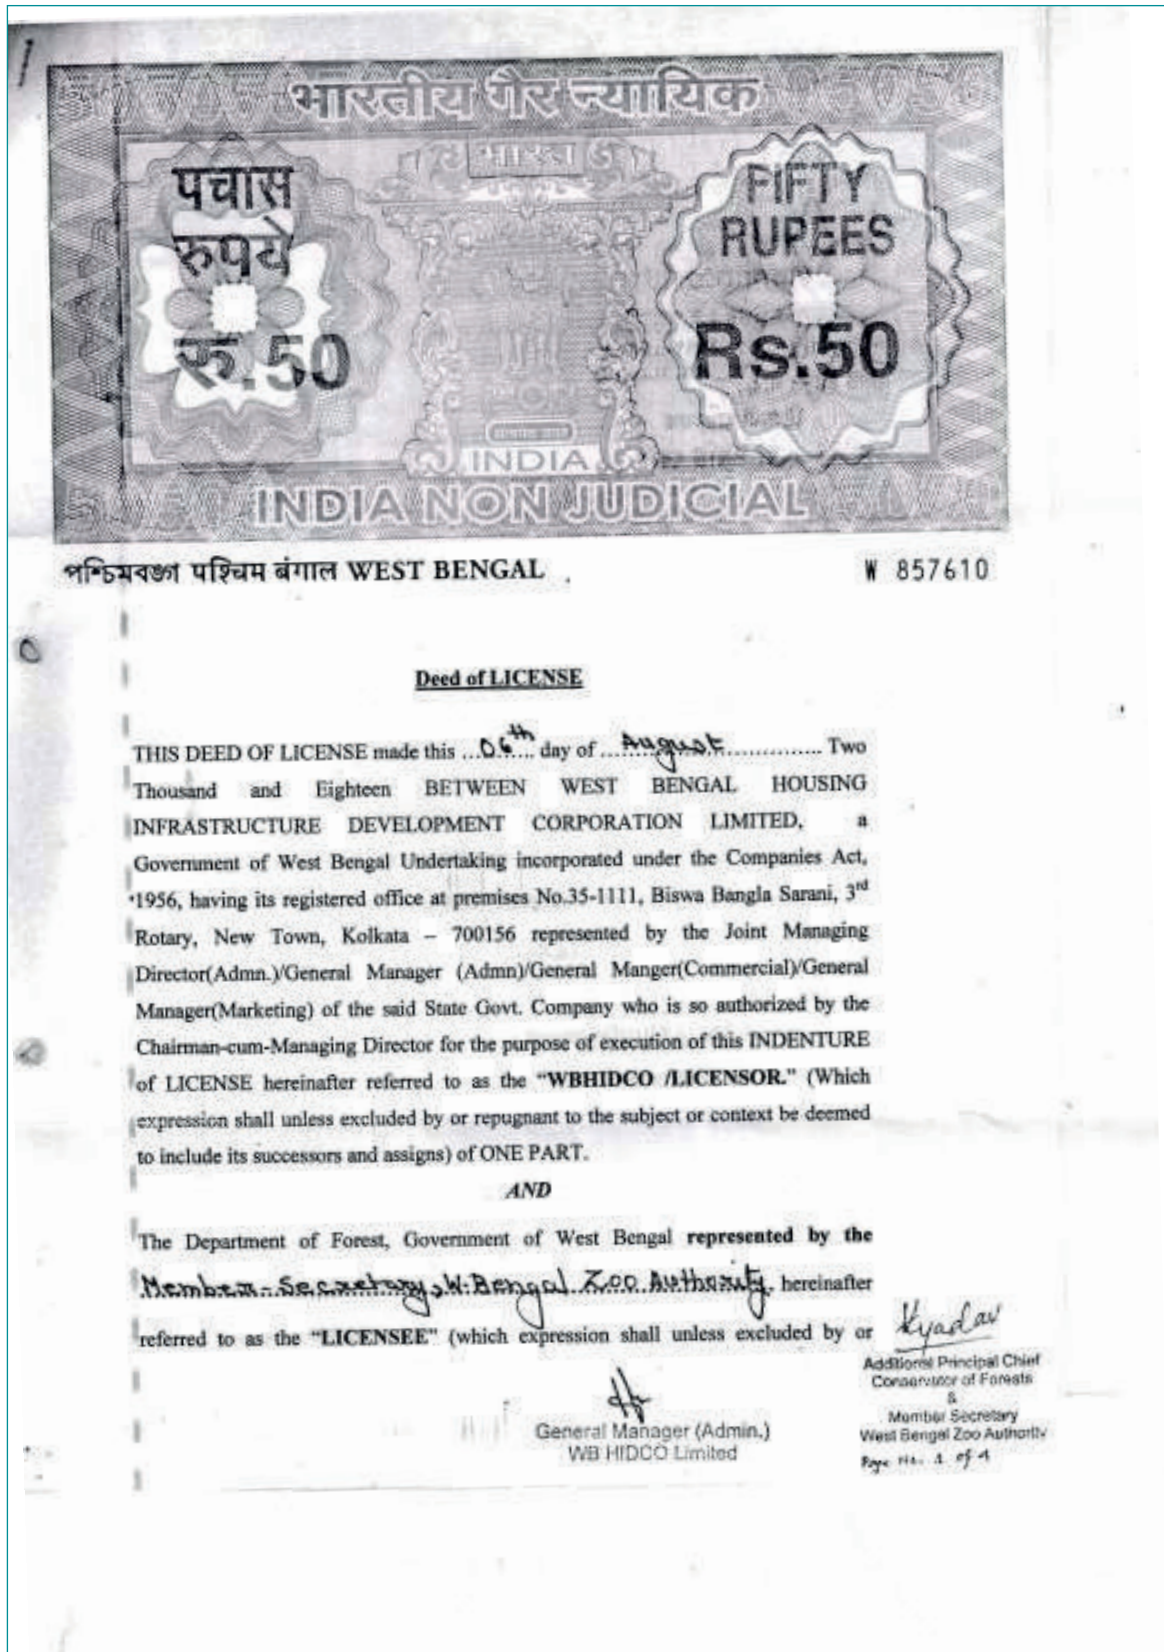 भारतीय गैर न्यायिक
भारत
पचास
रुपये
रु.50
FIFTY
RUPEES
Rs.50
INDIA
INDIA NON JUDICIAL
পশ্চিমবঙ্গ पश्चिम बंगाल WEST BENGAL
W 857610
Deed of LICENSE
THIS DEED OF LICENSE made this ...06th... day of ...August................ Two
Thousand and Eighteen BETWEEN WEST BENGAL HOUSING
INFRASTRUCTURE DEVELOPMENT CORPORATION LIMITED, a
Government of West Bengal Undertaking incorporated under the Companies Act,
1956, having its registered office at premises No.35-1111, Biswa Bangla Sarani, 3rd
Rotary, New Town, Kolkata – 700156 represented by the Joint Managing
Director(Admn.)/General Manager (Admn)/General Manger(Commercial)/General
Manager(Marketing) of the said State Govt. Company who is so authorized by the
Chairman-cum-Managing Director for the purpose of execution of this INDENTURE
of LICENSE hereinafter referred to as the “WBHIDCO /LICENSOR.” (Which
expression shall unless excluded by or repugnant to the subject or context be deemed
to include its successors and assigns) of ONE PART.
AND
The Department of Forest, Government of West Bengal represented by the
Member-Secretary, W.Bengal Zoo Authority, hereinafter
referred to as the “LICENSEE” (which expression shall unless excluded by or
Kyadav
Additional Principal Chief
Conservator of Forests
&
Member Secretary
West Bengal Zoo Authority
Page No. 1 of 4
General Manager (Admin.)
WB HIDCO Limited